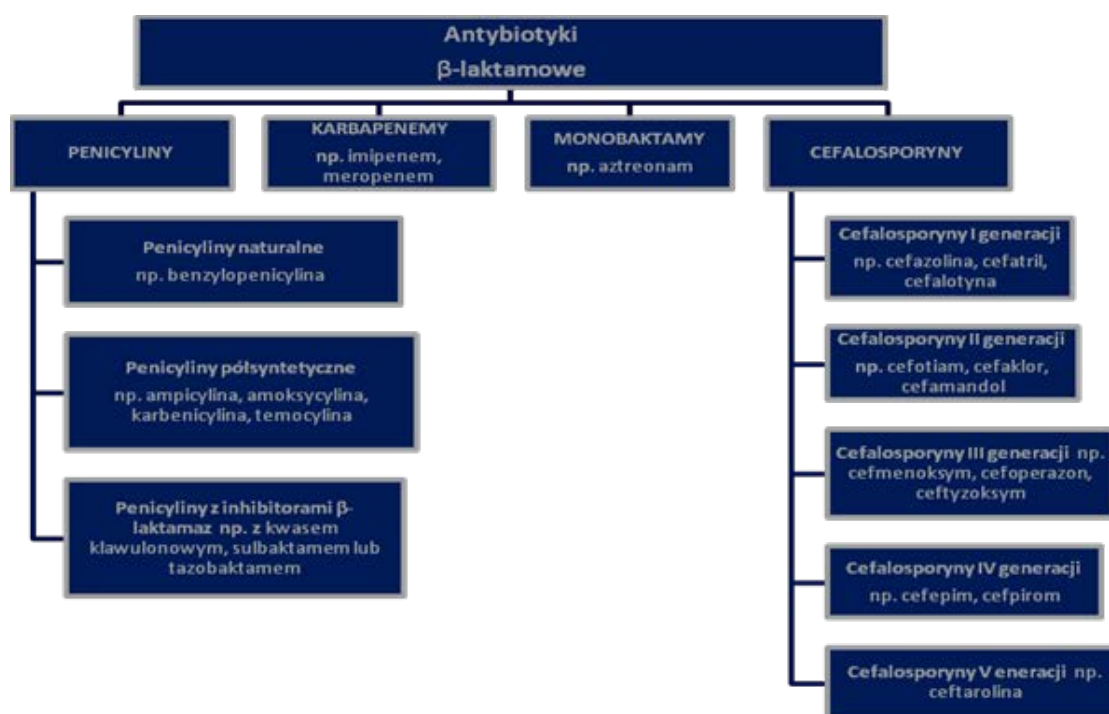 Antybiotyki
β-laktamowe
PENICYLINY
KARBAPENEMY
np. imipenem,
meropenem
MONOBAKTAMY
np. aztreonam
CEFALOSPORYNY
Penicyliny naturalne
np. benzylopenicylina
Penicyliny półsyntetyczne
np. ampicylina, amoksycylina,
karbenicylina, temocylina
Penicyliny z inhibitorami β-
laktamaz np. z kwasem
klawulonowym, sulbaktamem lub
tazobaktamem
Cefalosporyny I generacji
np. cefazolina, cefatril,
cefalotyna
Cefalosporyny II generacji
np. cefotiam, cefaklor,
cefamandol
Cefalosporyny III generacji np.
cefmenoksym, cefoperazon,
ceftyzoksym
Cefalosporyny IV generacji
np. cefepim, cefpirom
Cefalosporyny V eneracji np.
ceftarolina